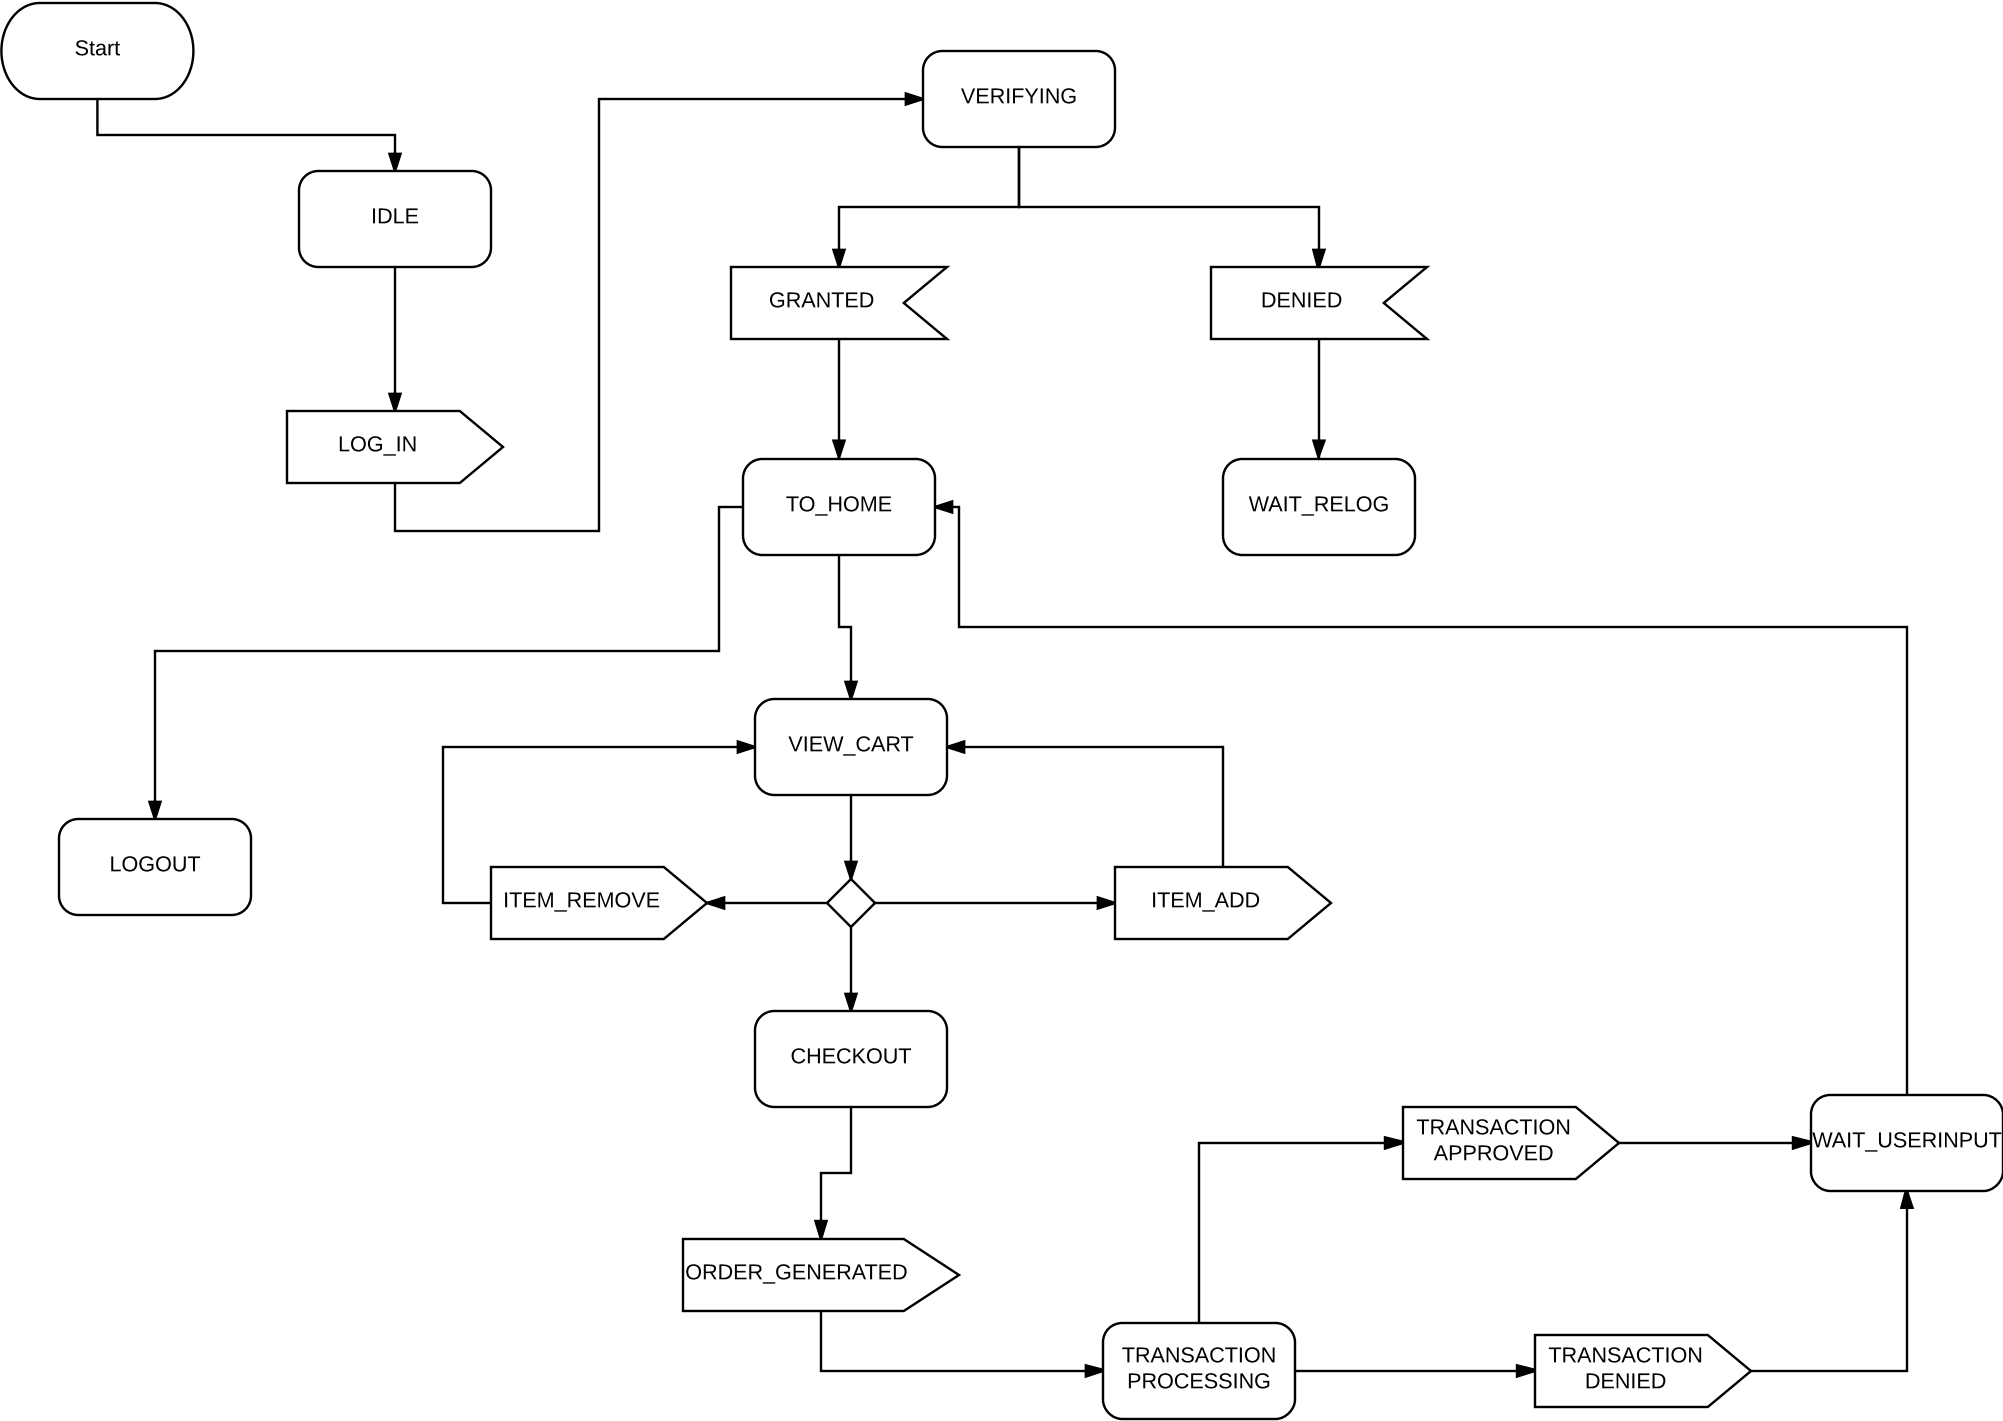 Start
VERIFYING
IDLE
GRANTED
DENIED
LOG_IN
TO_HOME
WAIT_RELOG
VIEW_CART
LOGOUT
ITEM_REMOVE
ITEM_ADD
CHECKOUT
TRANSACTION
APPROVED
WAIT_USERINPUT
ORDER_GENERATED
TRANSACTION
PROCESSING
TRANSACTION
DENIED